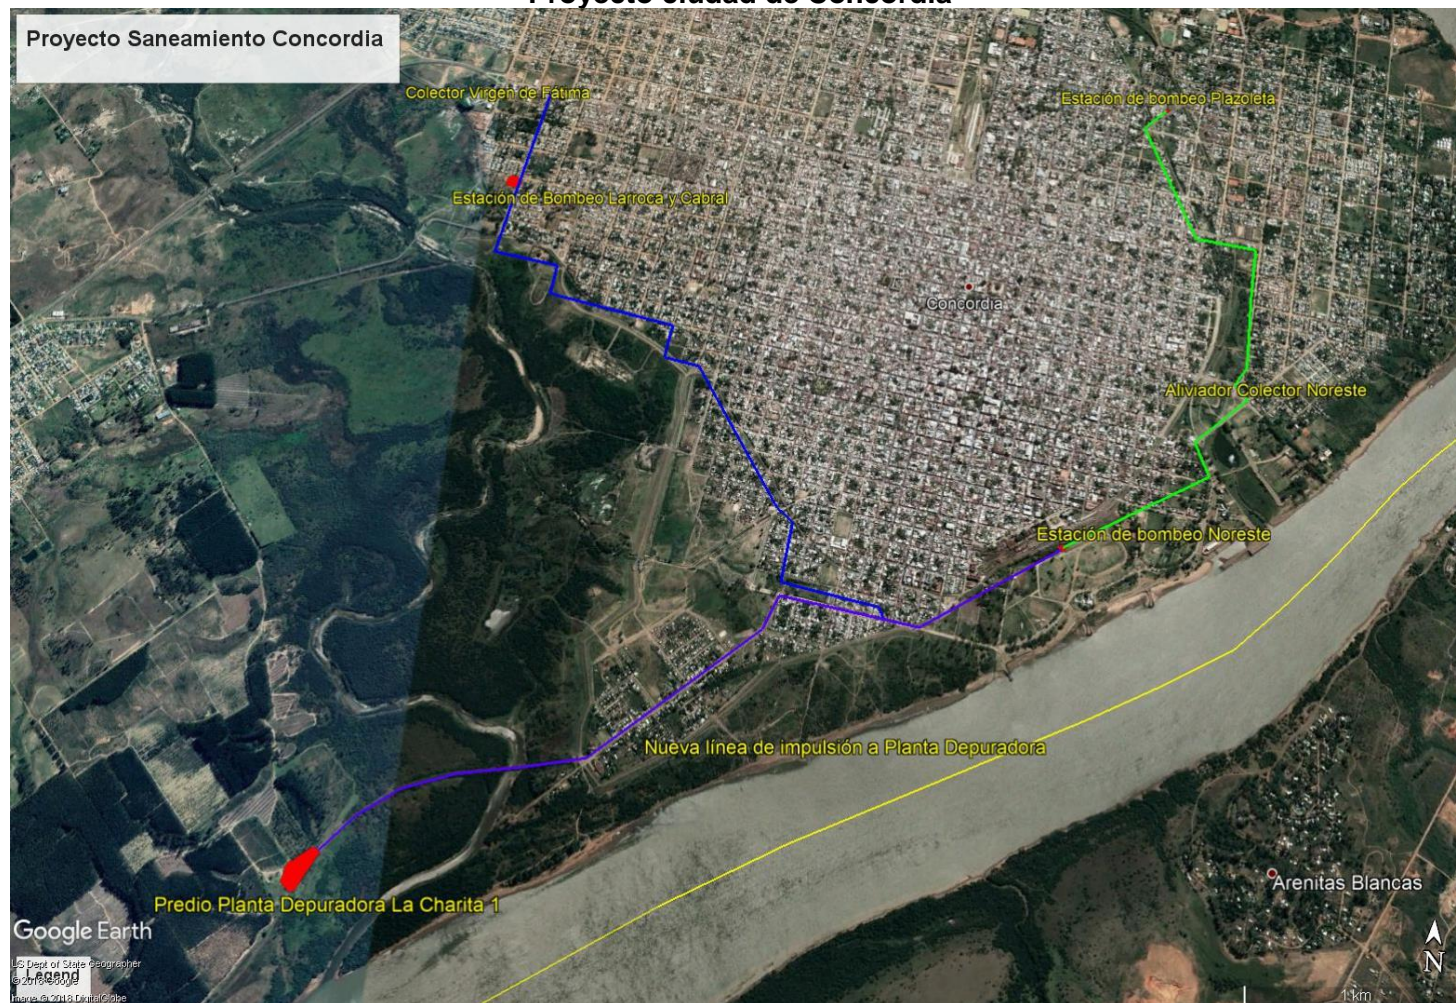 Proyecto ciudad de Concordia
Proyecto Saneamiento Concordia
Colector Virgen de Fátima
Estación de bombeo Plazoleta
Estación de Bombeo Larroca y Cabral
Concordia
Aliviador Colector Noreste
Estación de bombeo Noreste
Nueva línea de impulsión a Planta Depuradora
Arenitas Blancas
Predio Planta Depuradora La Charita 1
Google Earth
US Dept of State Geographer
Legend
© 2018 Google
Image © 2018 DigitalGlobe
N
1 km